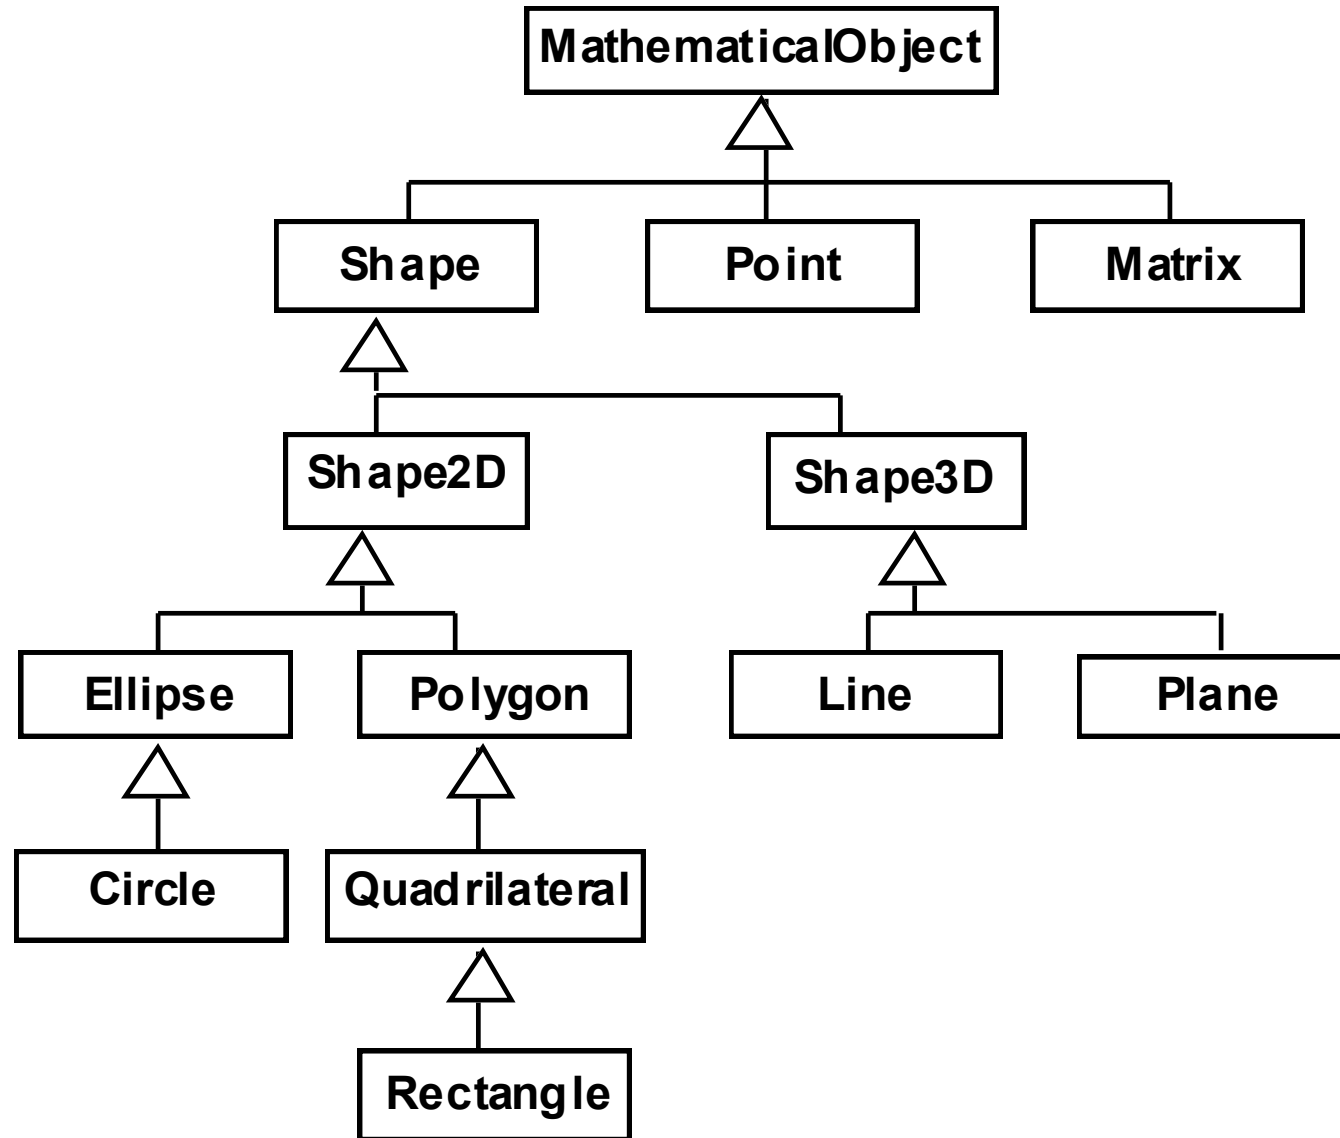 MathematicalObject
Shape
Point
Matrix
Shape2D
Shape3D
Ellipse
Polygon
Line
Plane
Circle
Quadrilateral
Rectangle